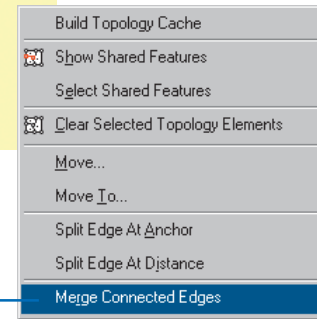 Build Topology Cache
Show Shared Features
Select Shared Features
Clear Selected Topology Elements
Move...
Move To...
Split Edge At Anchor
Split Edge At Distance
Merge Connected Edges